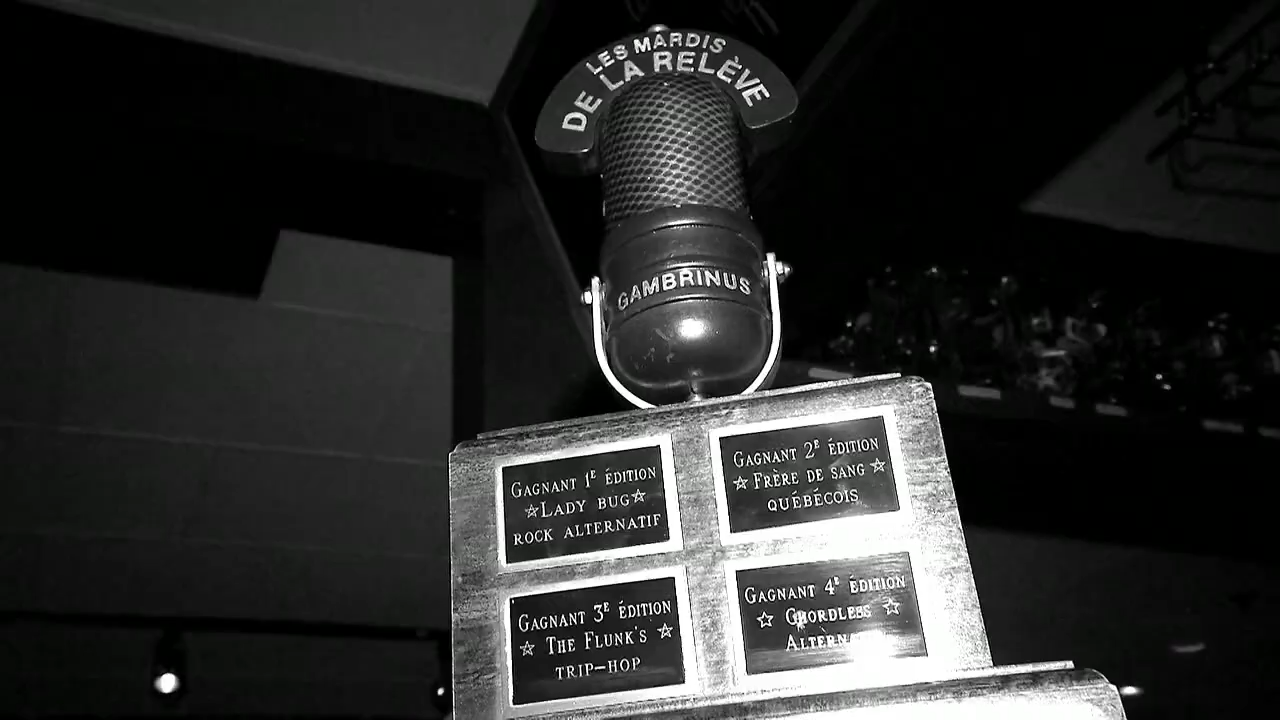 LES MARDIS
DE LA RELÈVE
GAMBRINUS
GAGNANT 1E ÉDITION
☆LADY BUG☆
ROCK ALTERNATIF
GAGNANT 2E ÉDITION
☆ FRÈRE DE SANG ☆
QUÉBÉCOIS
GAGNANT 3E ÉDITION
☆ THE FLUNK'S ☆
TRIP-HOP
GAGNANT 4E ÉDITION
☆ CHORDLESS ☆